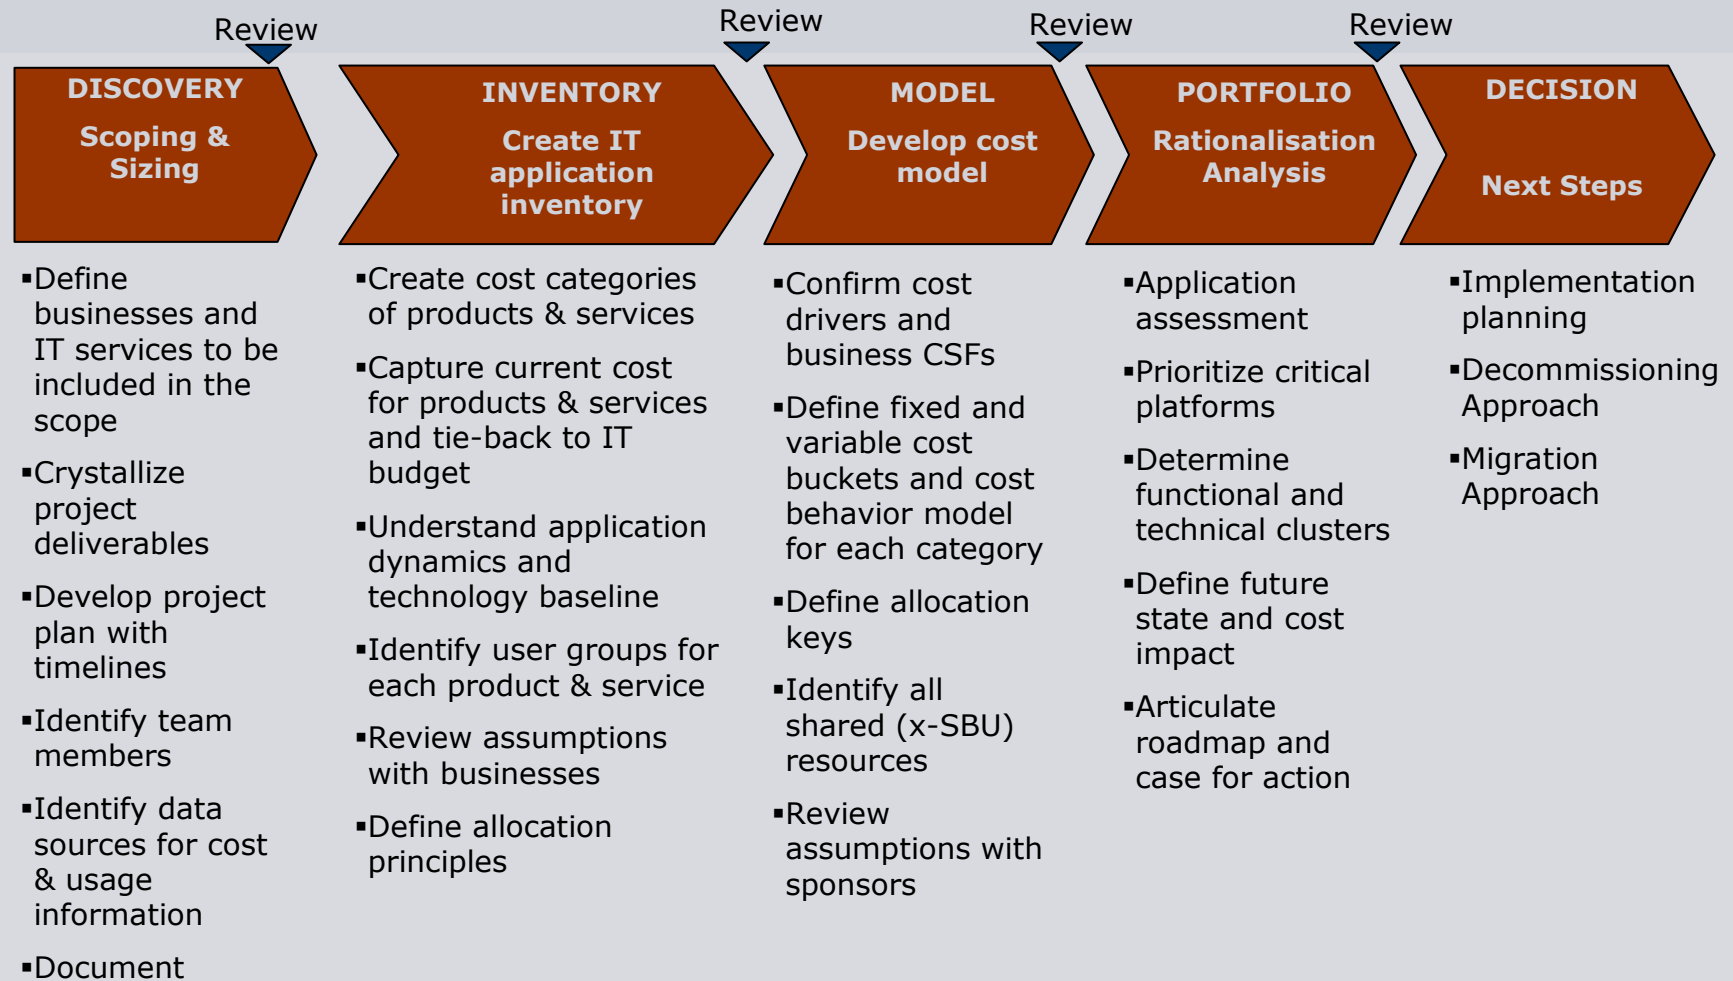 Review
Review
Review
Review
DISCOVERY
Scoping &
Sizing
INVENTORY
Create IT
application
inventory
MODEL
Develop cost
model
PORTFOLIO
Rationalisation
Analysis
DECISION
Next Steps
▪Define
businesses and
IT services to be
included in the
scope
▪Crystallize
project
deliverables
▪Develop project
plan with
timelines
▪Identify team
members
▪Identify data
sources for cost
& usage
information
▪Document
▪Create cost categories
of products & services
▪Capture current cost
for products & services
and tie-back to IT
budget
▪Understand application
dynamics and
technology baseline
▪Identify user groups for
each product & service
▪Review assumptions
with businesses
▪Define allocation
principles
▪Confirm cost
drivers and
business CSFs
▪Define fixed and
variable cost
buckets and cost
behavior model
for each category
▪Define allocation
keys
▪Identify all
shared (x-SBU)
resources
▪Review
assumptions with
sponsors
▪Application
assessment
▪Prioritize critical
platforms
▪Determine
functional and
technical clusters
▪Define future
state and cost
impact
▪Articulate
roadmap and
case for action
▪Implementation
planning
▪Decommissioning
Approach
▪Migration
Approach